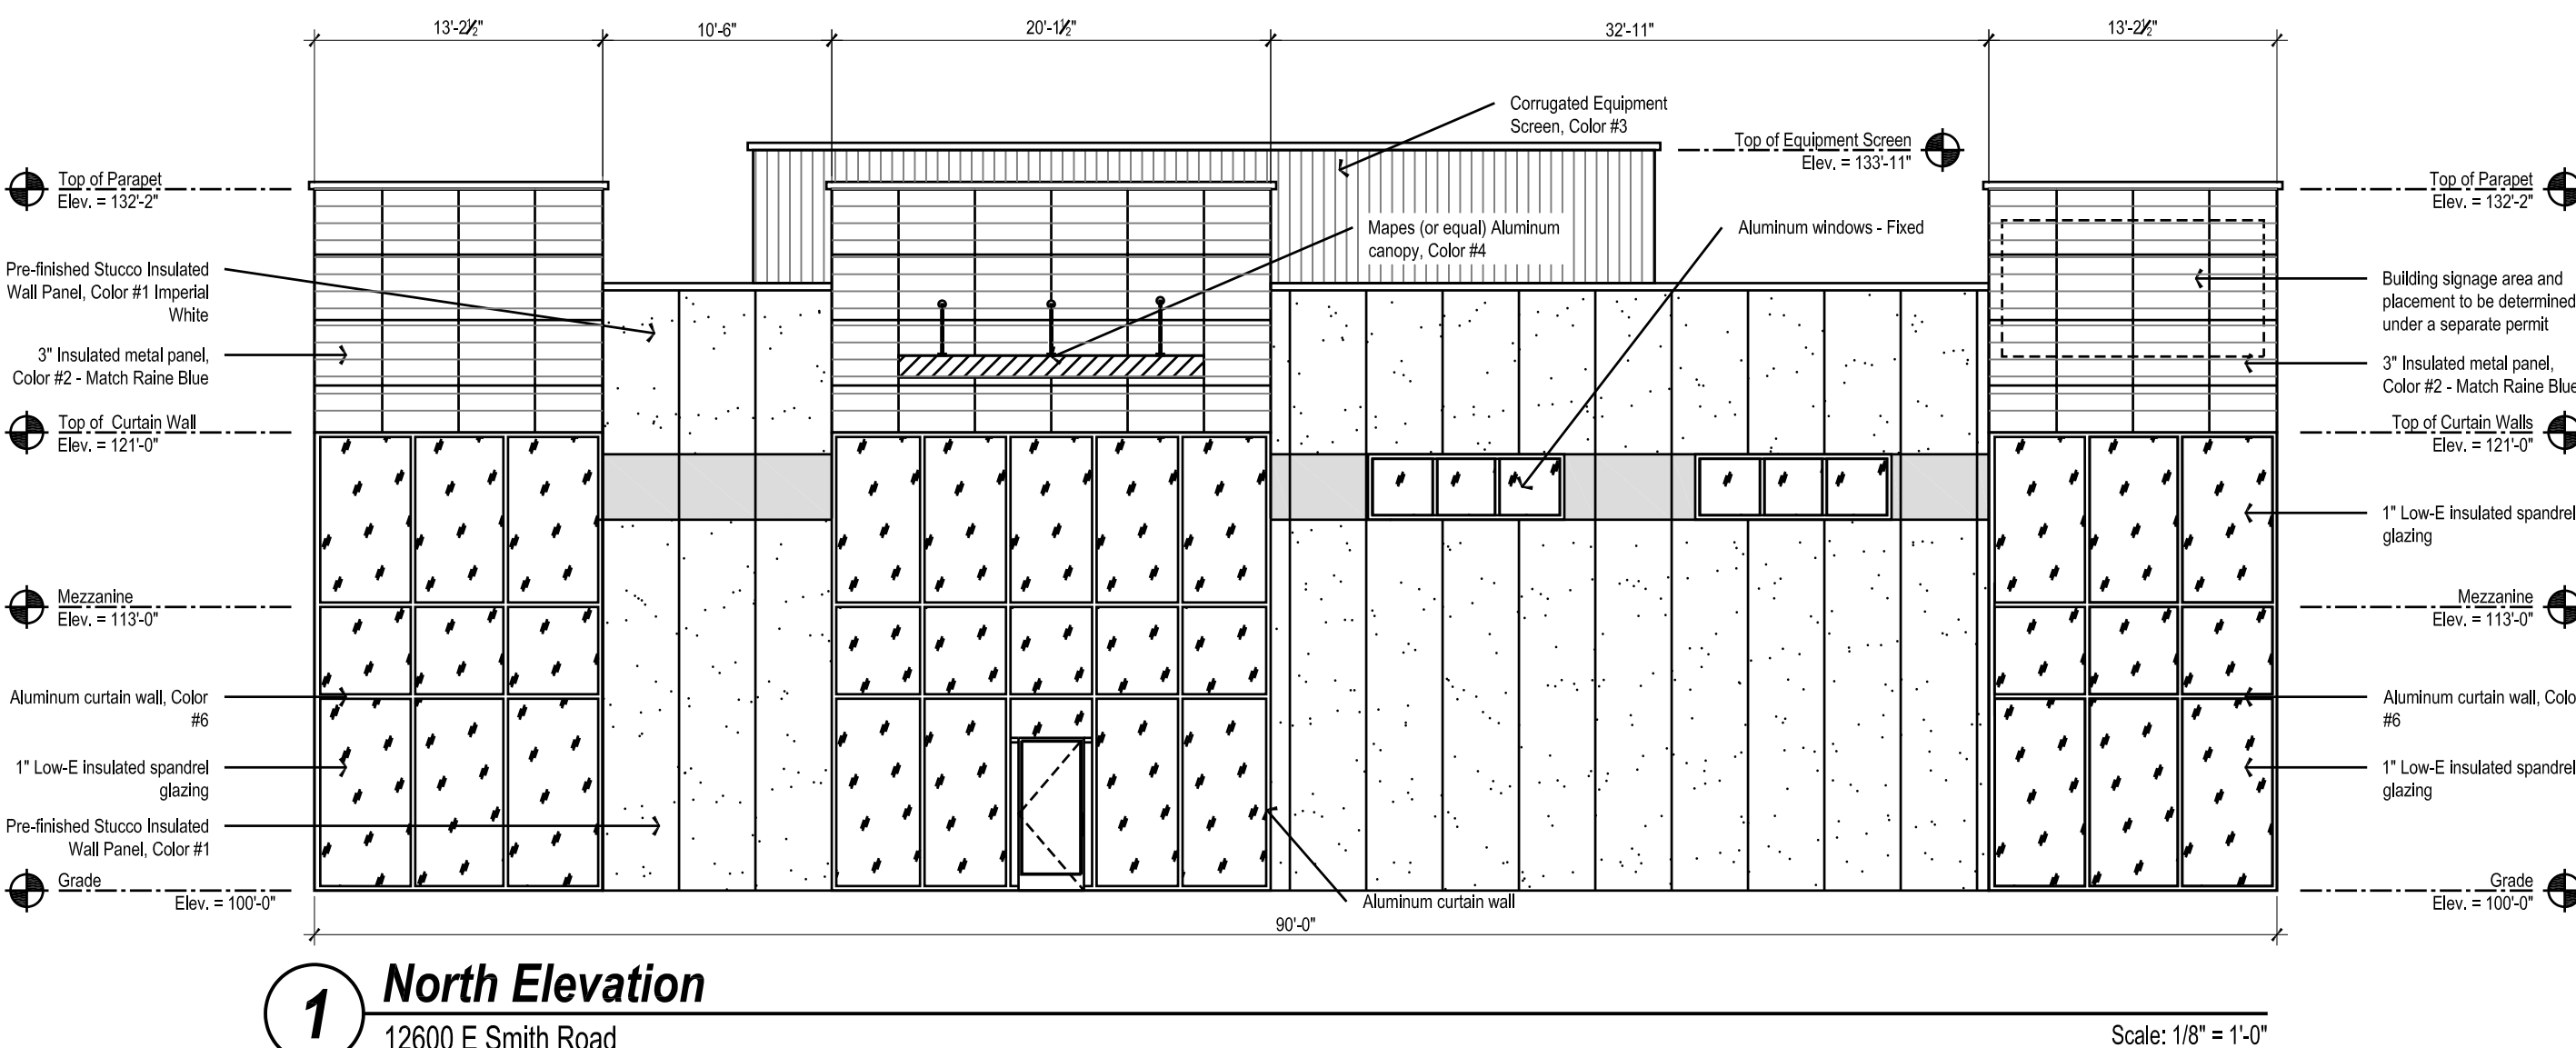 13'-2½"
10'-6"
20'-1½"
32'-11"
13'-2½"
Corrugated Equipment
Screen, Color #3
Top of Equipment Screen
Elev. = 133'-11"
Top of Parapet
Elev. = 132'-2"
Top of Parapet
Elev. = 132'-2"
Mapes (or equal) Aluminum
canopy, Color #4
Aluminum windows - Fixed
Pre-finished Stucco Insulated
Wall Panel, Color #1 Imperial
White
Building signage area and
placement to be determined
under a separate permit
3" Insulated metal panel,
Color #2 - Match Raine Blue
3" Insulated metal panel,
Color #2 - Match Raine Blue
Top of Curtain Wall
Elev. = 121'-0"
Top of Curtain Walls
Elev. = 121'-0"
1" Low-E insulated spandrel
glazing
Mezzanine
Elev. = 113'-0"
Mezzanine
Elev. = 113'-0"
Aluminum curtain wall, Color
#6
Aluminum curtain wall, Colo
#6
1" Low-E insulated spandrel
glazing
1" Low-E insulated spandrel
glazing
Pre-finished Stucco Insulated
Wall Panel, Color #1
Grade
Elev. = 100'-0"
Grade
Elev. = 100'-0"
Aluminum curtain wall
90'-0"
1
North Elevation
12600 E Smith Road
Scale: 1/8" = 1'-0"